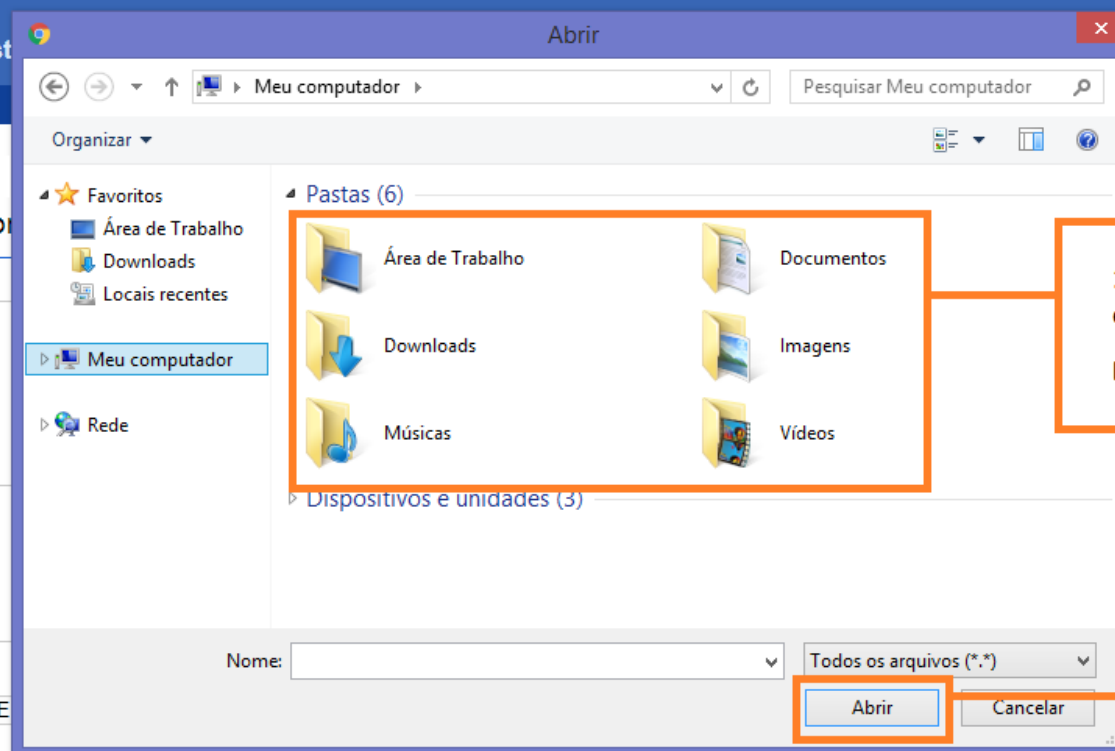 Abrir
Meu computador
Pesquisar Meu computador
Organizar
Favoritos
Área de Trabalho
Downloads
Locais recentes
Meu computador
Rede
Pastas (6)
Área de Trabalho
Documentos
Downloads
Imagens
Músicas
Vídeos
Dispositivos e unidades (3)
Nome:
Todos os arquivos (*.*)
Abrir
Cancelar